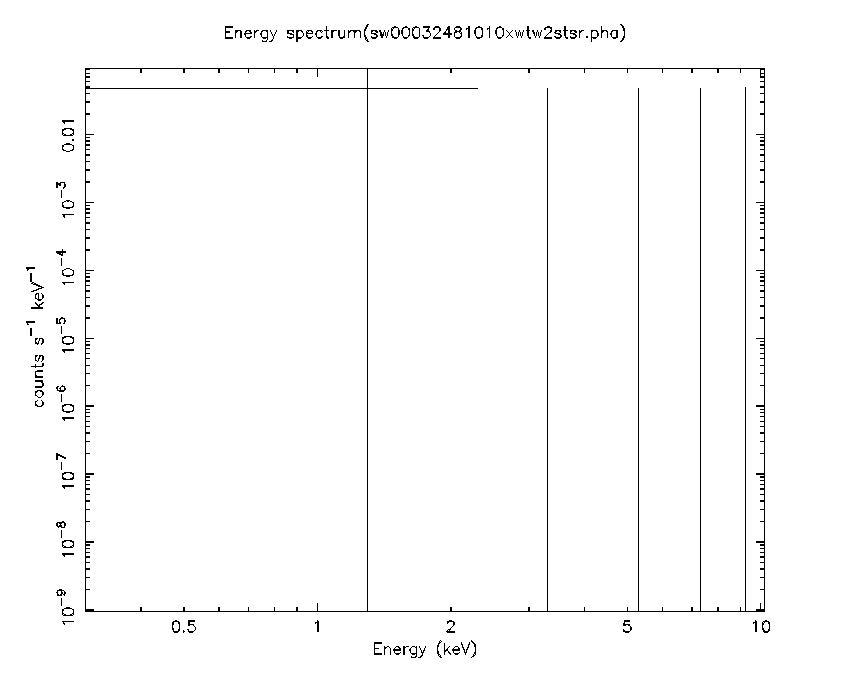 Energy spectrum(sw00032481010xwtw2stsr.pha)
0.01
10⁻³
10⁻⁴
10⁻⁵
10⁻⁶
10⁻⁷
10⁻⁸
10⁻⁹
counts s⁻¹ keV⁻¹
0.5 1 2 5 10
Energy (keV)